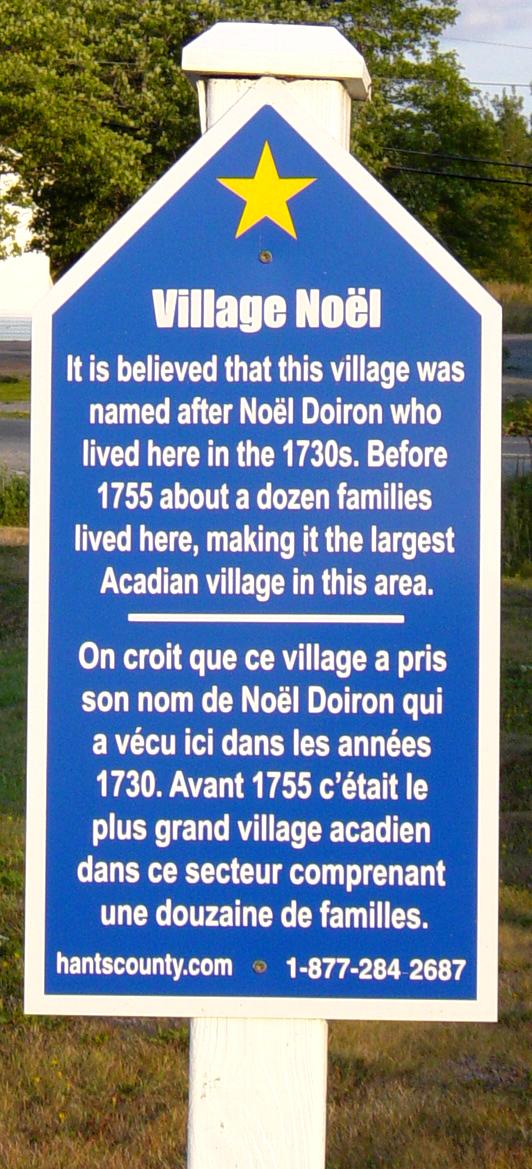 Village Noël
It is believed that this village was
named after Noël Doiron who
lived here in the 1730s. Before
1755 about a dozen families
lived here, making it the largest
Acadian village in this area.
On croit que ce village a pris
son nom de Noël Doiron qui
a vécu ici dans les années
1730. Avant 1755 c’était le
plus grand village acadien
dans ce secteur comprenant
une douzaine de familles.
hantscounty.com 1-877-284-2687